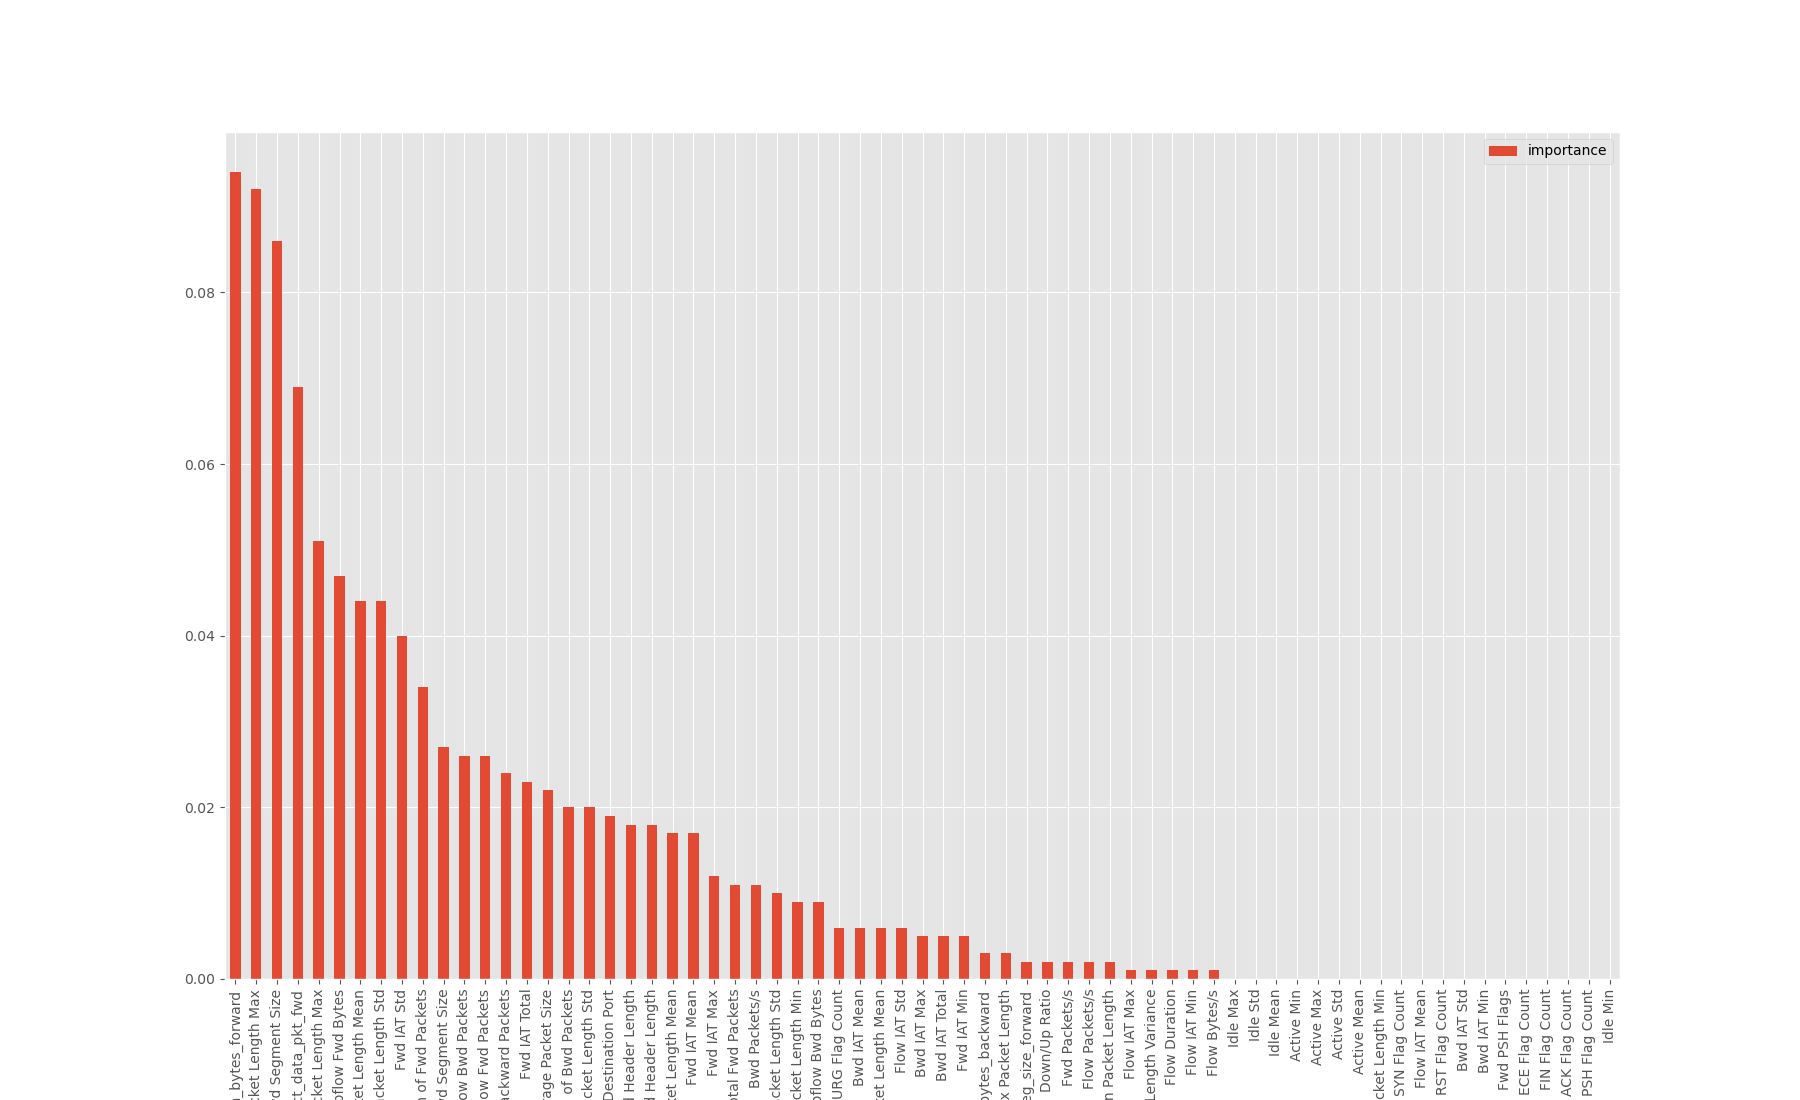 importance
0.08
0.06
0.04
0.02
0.00
_bytes_forward
cket Length Max
rd Segment Size
ct_data_pkt_fwd
cket Length Max
bflow Fwd Bytes
ket Length Mean
cket Length Std
Fwd IAT Std
of Fwd Packets
vd Segment Size
ow Bwd Packets
ow Fwd Packets
ackward Packets
Fwd IAT Total
rage Packet Size
of Bwd Packets
cket Length Std
Destination Port
d Header Length
d Header Length
ket Length Mean
Fwd IAT Mean
Fwd IAT Max
otal Fwd Packets
Bwd Packets/s
cket Length Std
cket Length Min
bflow Bwd Bytes
URG Flag Count
Bwd IAT Mean
ket Length Mean
Flow IAT Std
Bwd IAT Max
Bwd IAT Total
Fwd IAT Min
bytes_backward
x Packet Length
eg_size_forward
Down/Up Ratio
Fwd Packets/s
Flow Packets/s
n Packet Length
Flow IAT Max
Length Variance
Flow Duration
Flow IAT Min
Flow Bytes/s
Idle Max
Idle Std
Idle Mean
Active Min
Active Max
Active Std
Active Mean
cket Length Min
SYN Flag Count
Flow IAT Mean
RST Flag Count
Bwd IAT Std
Bwd IAT Min
Fwd PSH Flags
ECE Flag Count
FIN Flag Count
ACK Flag Count
PSH Flag Count
Idle Min